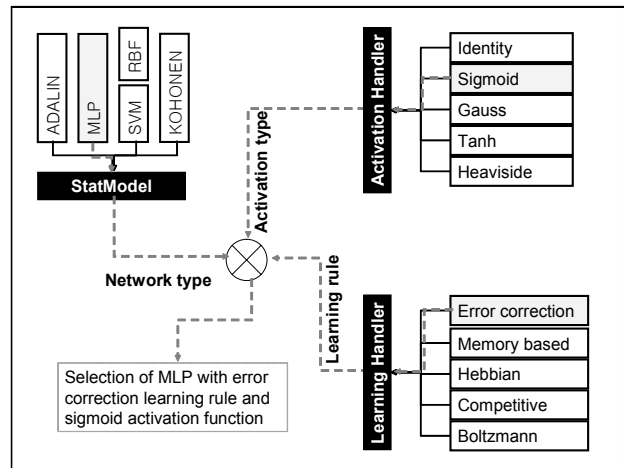 ADALIN
MLP
RBF
SVM
KOHONEN
StatModel
Activation Handler
Identity
Sigmoid
Gauss
Tanh
Heaviside
Activation type
Network type
Learning rule
Learning Handler
Error correction
Memory based
Hebbian
Competitive
Boltzmann
Selection of MLP with error
correction learning rule and
sigmoid activation function